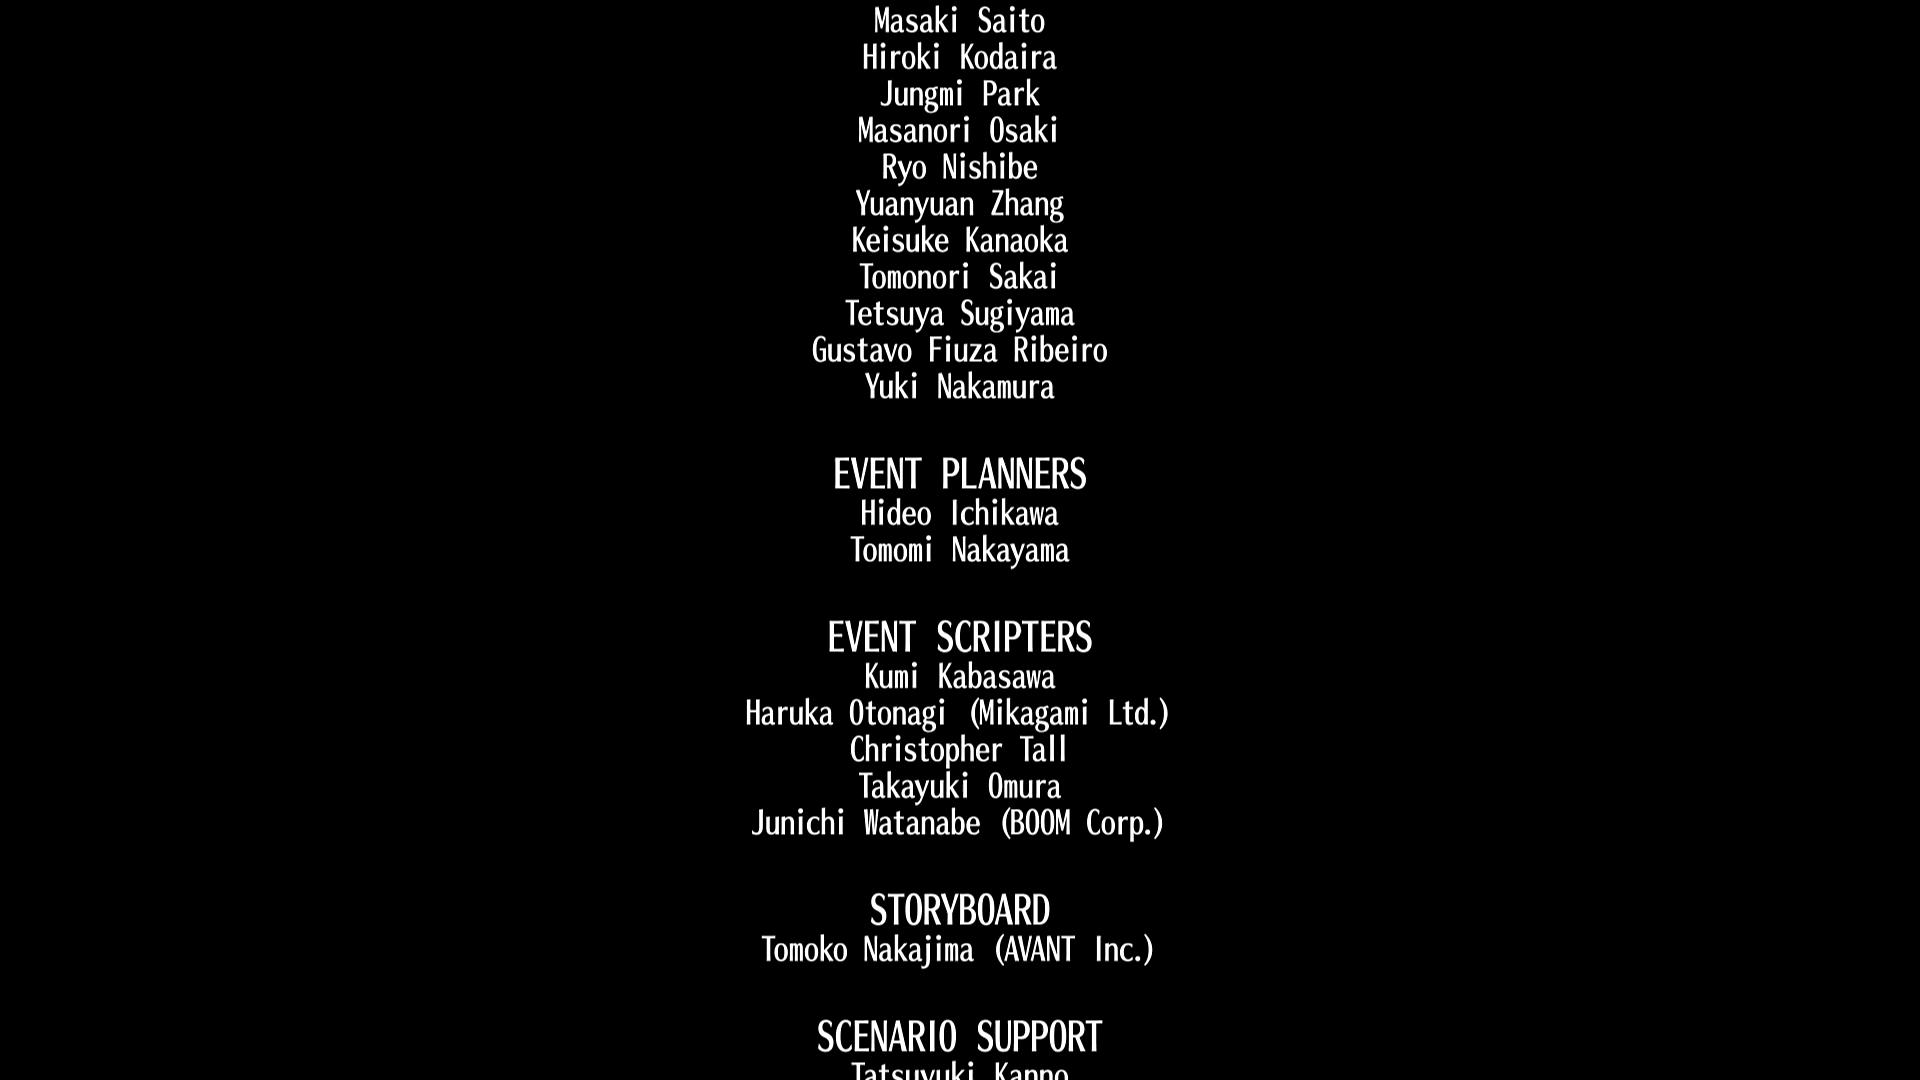 Masaki Saito
Hiroki Kodaira
Jungmi Park
Masanori Osaki
Ryo Nishibe
Yuanyuan Zhang
Keisuke Kanaoka
Tomonori Sakai
Tetsuya Sugiyama
Gustavo Fiuza Ribeiro
Yuki Nakamura
EVENT PLANNERS
Hideo Ichikawa
Tomomi Nakayama
EVENT SCRIPTERS
Kumi Kabasawa
Haruka Otonagi (Mikagami Ltd.)
Christopher Tall
Takayuki Omura
Junichi Watanabe (BOOM Corp.)
STORYBOARD
Tomoko Nakajima (AVANT Inc.)
SCENARIO SUPPORT
Tatsuyuki